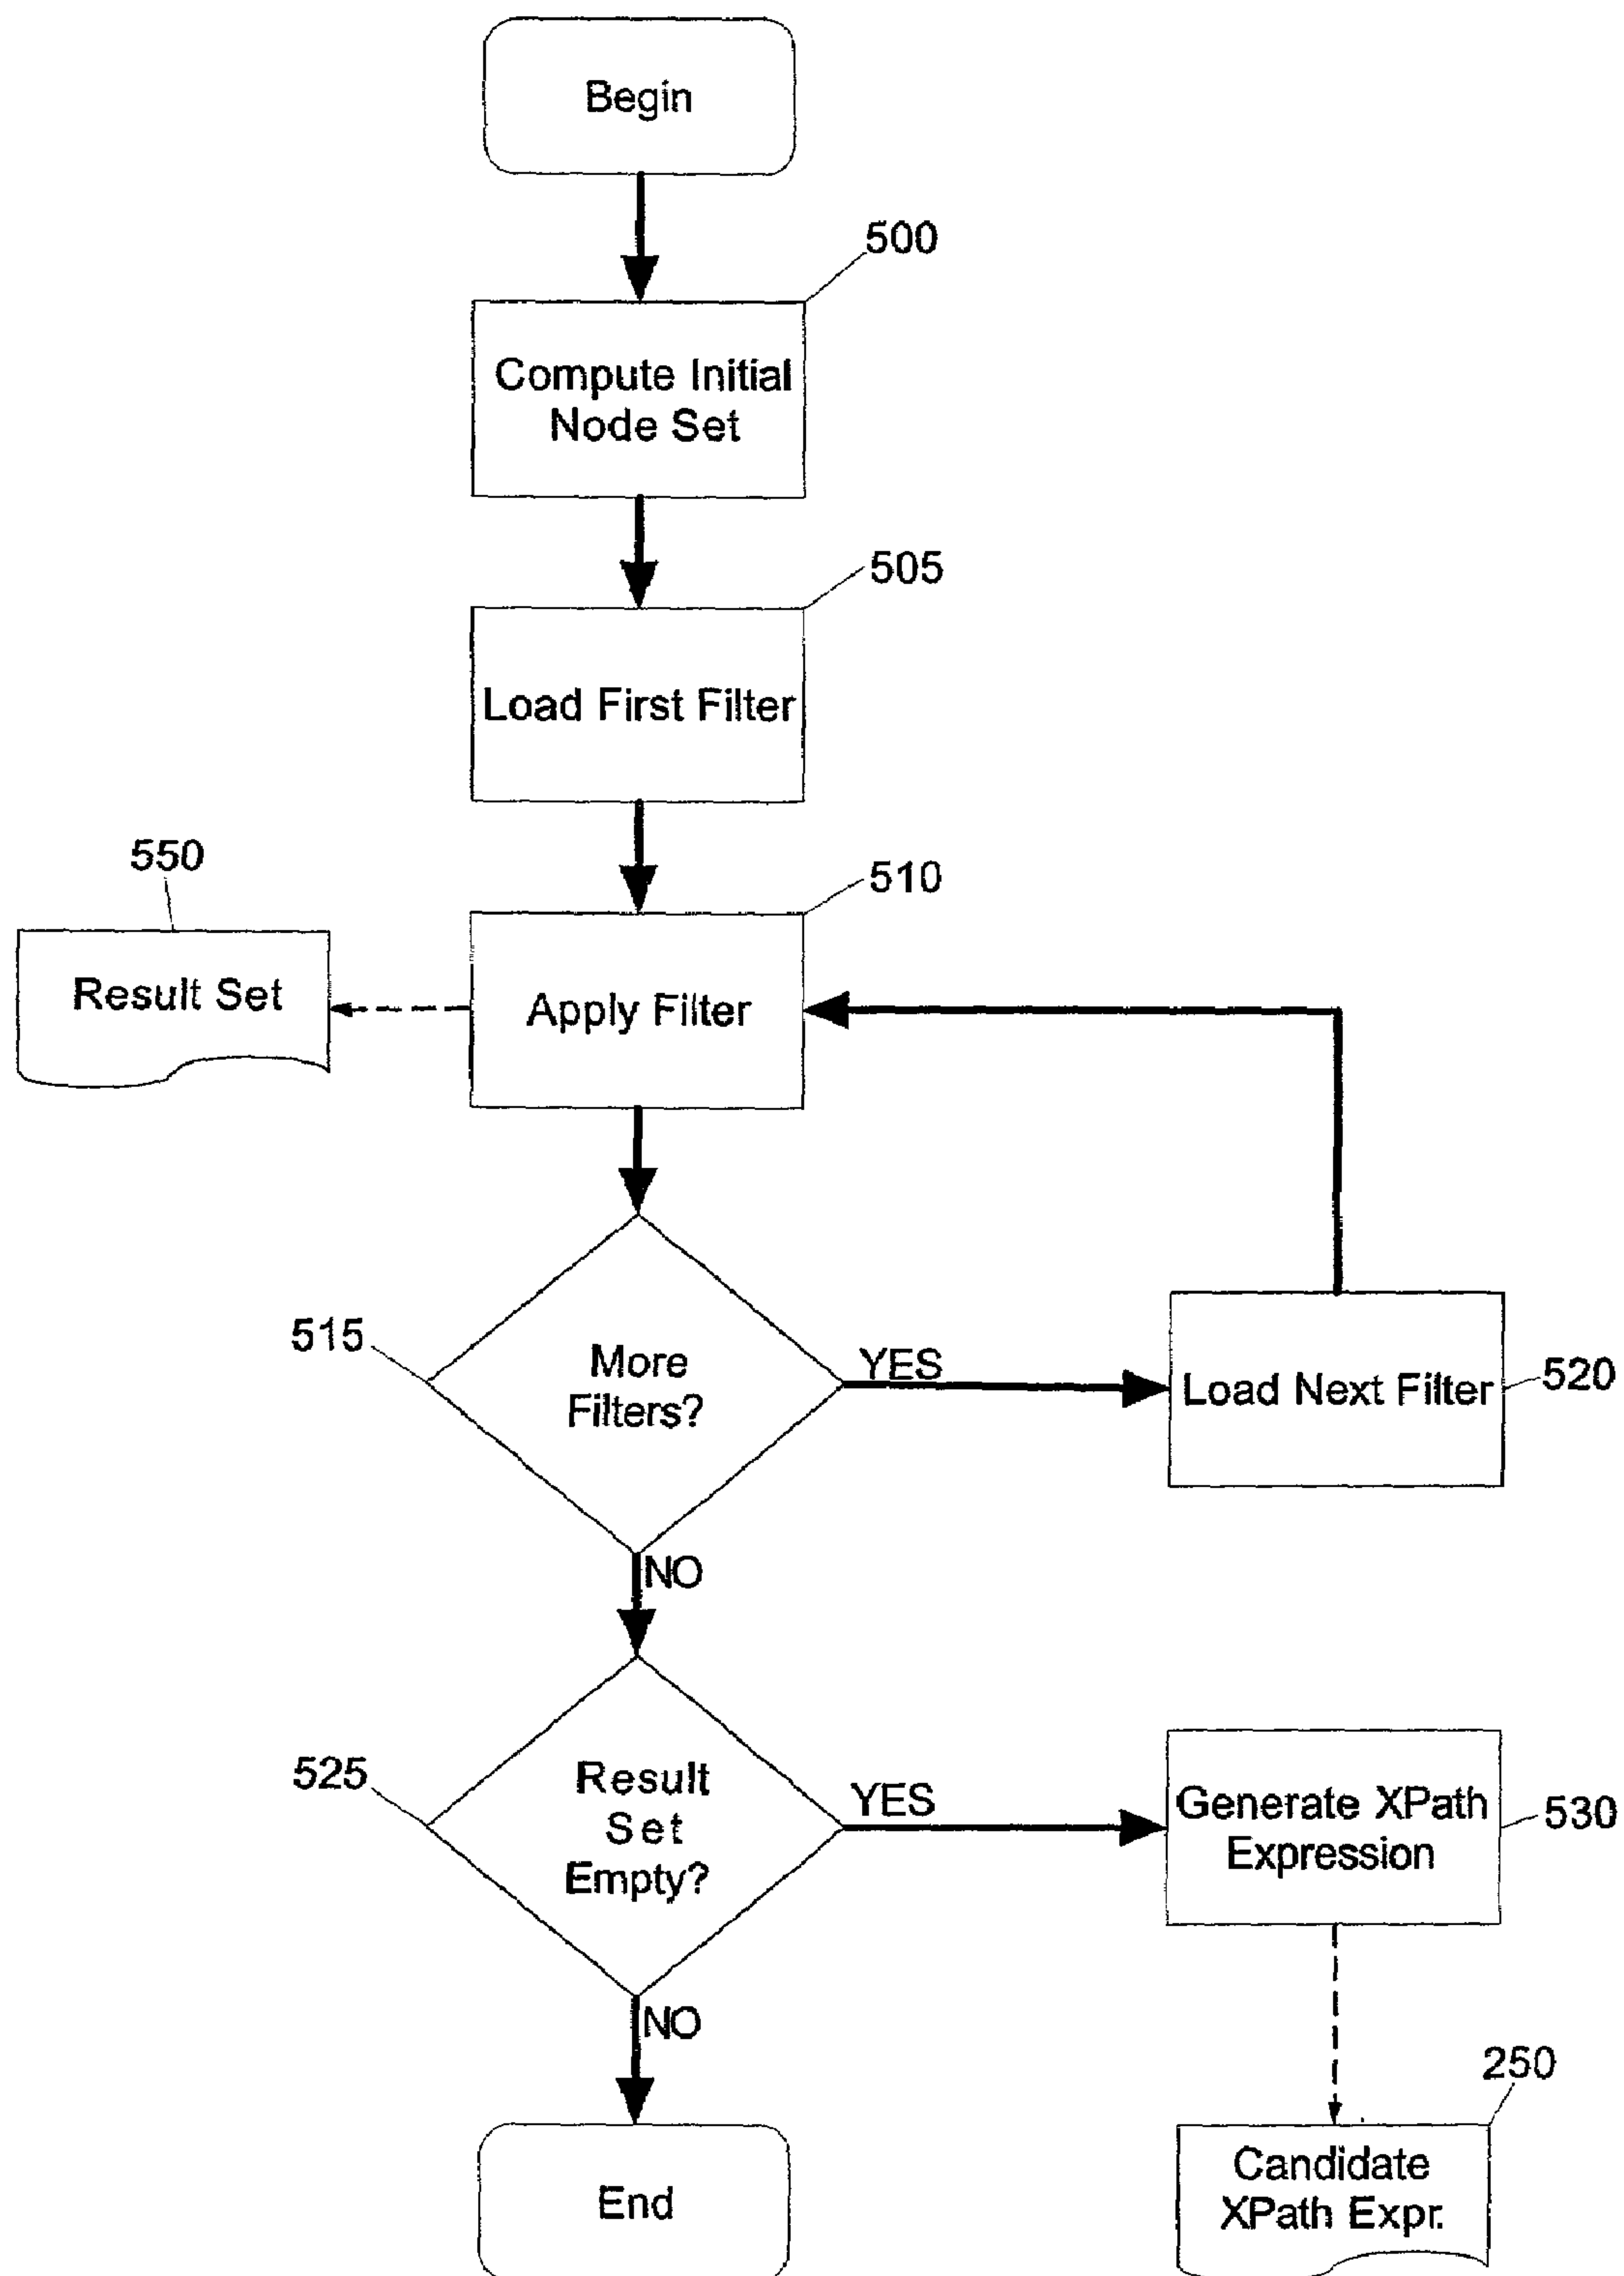 Begin
500
Compute Initial
Node Set
505
Load First Filter
550
510
Result Set
Apply Filter
515
More
Filters?
YES
Load Next Filter
520
NO
525
Result
Set
Empty?
YES
Generate XPath
Expression
530
NO
250
End
Candidate
XPath Expr.